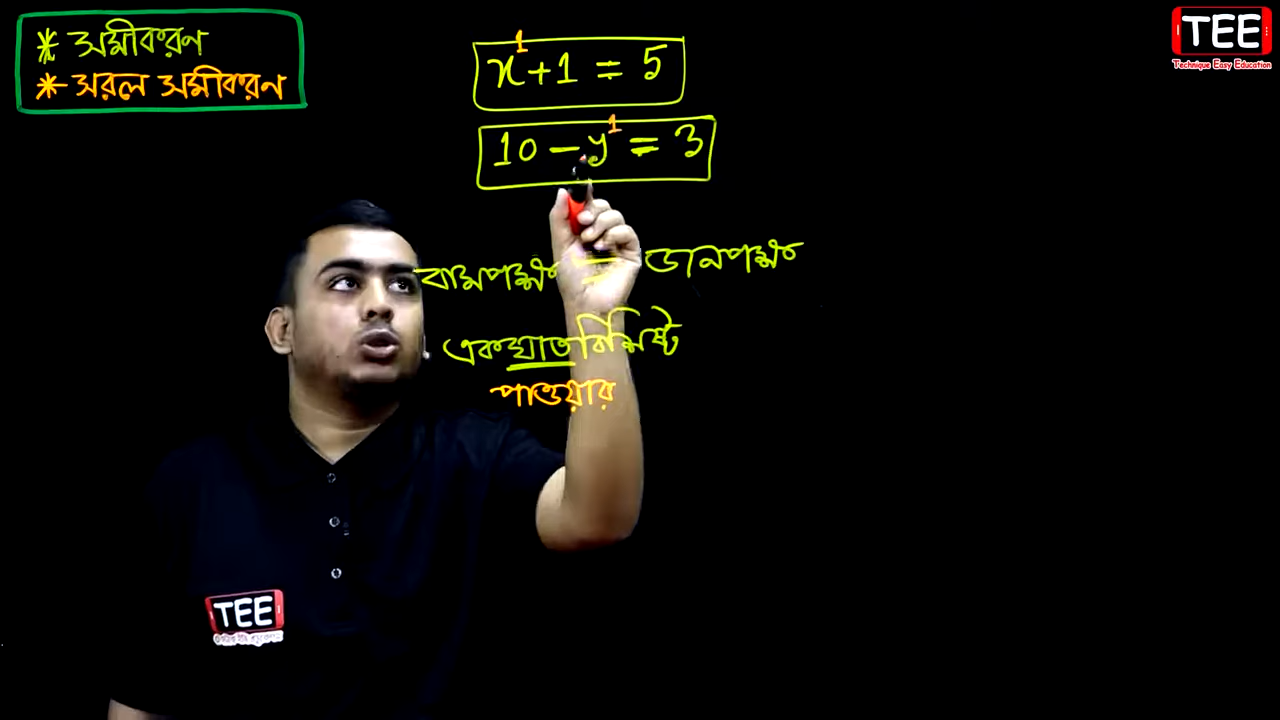 * সমীকরণ
* সরল সমীকরণ
x¹ + 1 = 5
10 - y¹ = 3
বামপক্ষ = ডানপক্ষ
একঘাতবিশিষ্ট
পাওয়ার
TEE
Technique Easy Education
TEE